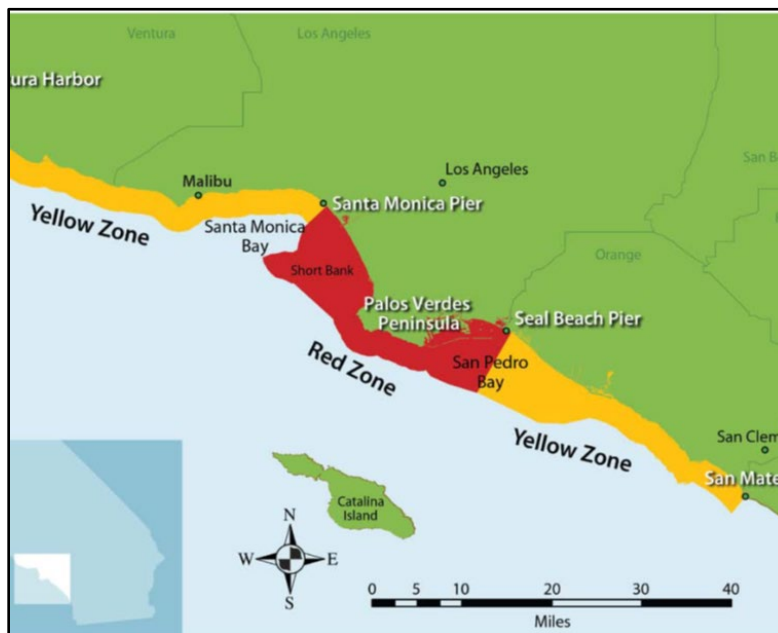 Ventura
Los Angeles
ura Harbor
San B
Malibu
Los Angeles
Santa Monica Pier
Yellow Zone
Santa Monica
Bay
Orange
Short Bank
Palos Verdes
Peninsula
Seal Beach Pier
Red Zone
San Pedro
Bay
Yellow Zone
San Clem
San Mate
Catalina
Island
N
W
E
S
0 5 10 20 30 40
Miles